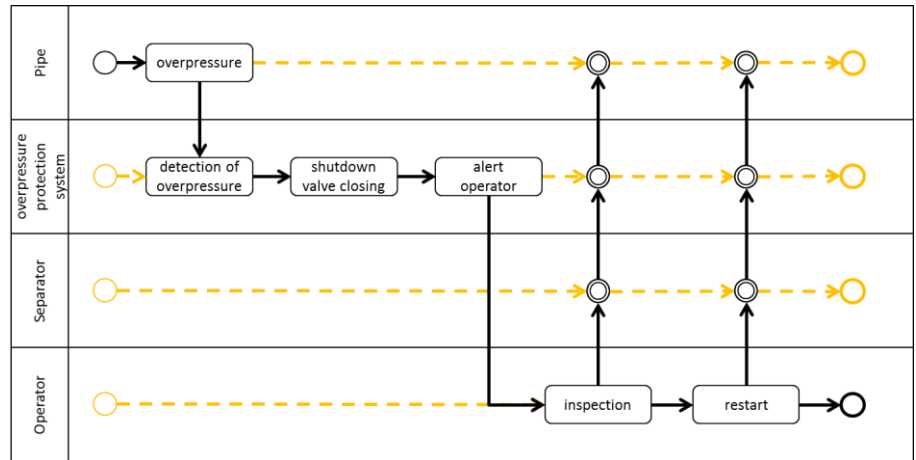 Pipe
overpressure
overpressure
protection
system
detection of
overpressure
shutdown
valve closing
alert
operator
Separator
Operator
inspection
restart